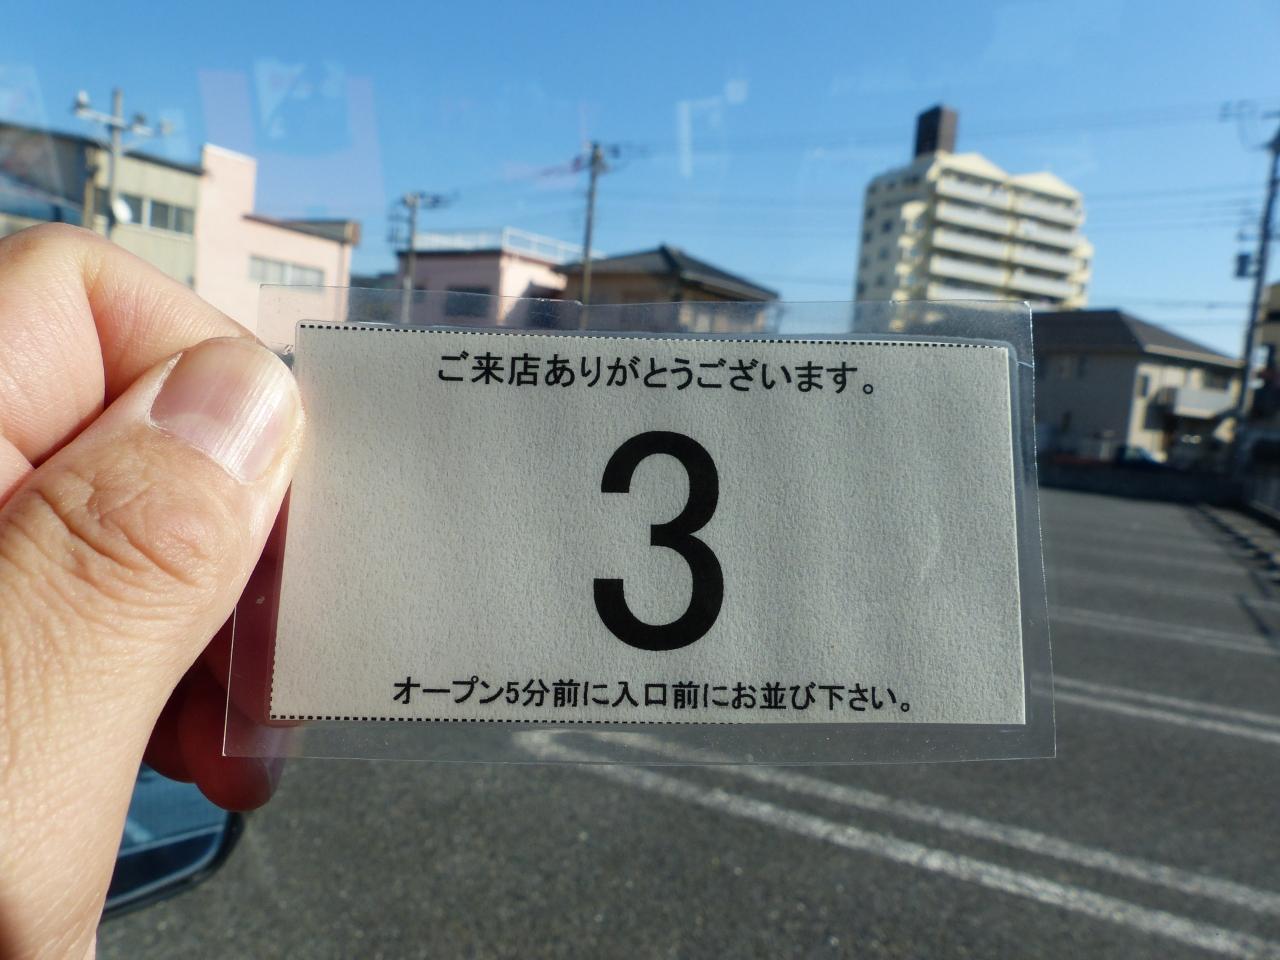 ご来店ありがとうございます。
3
オープン5分前に入口前にお並び下さい。